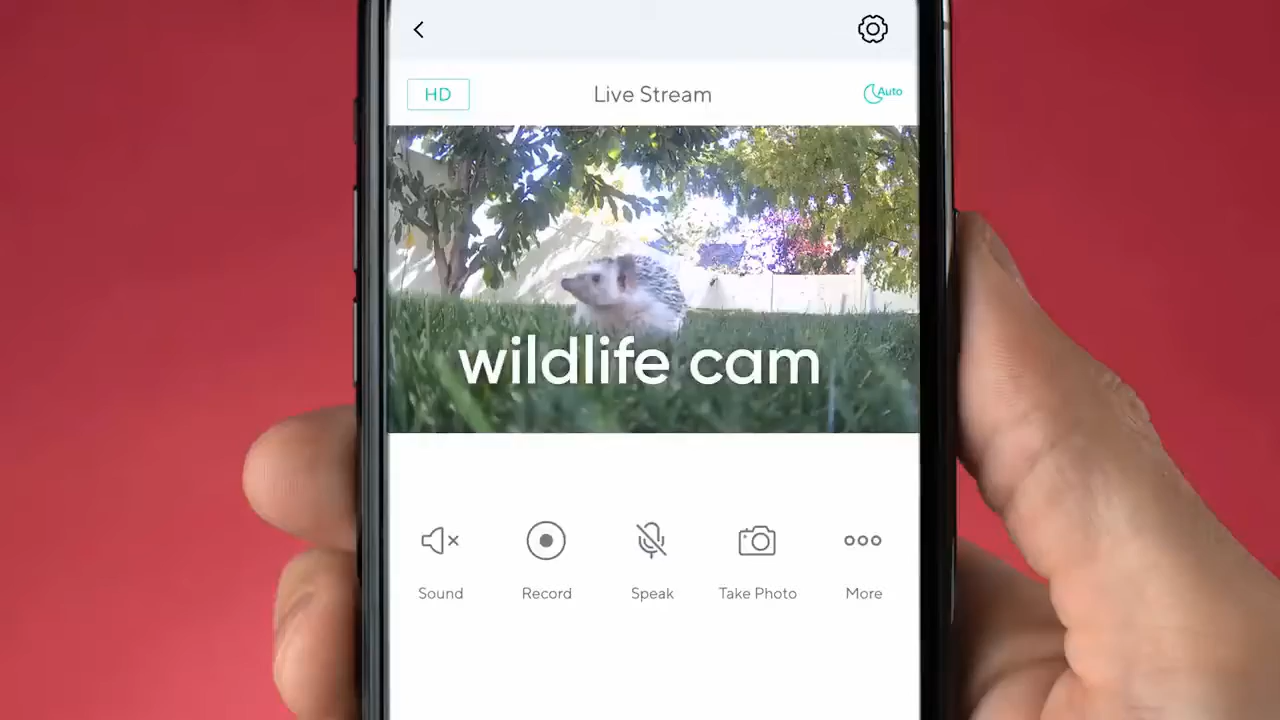 HD
Live Stream
Auto
wildlife cam
Sound
Record
Speak
Take Photo
More